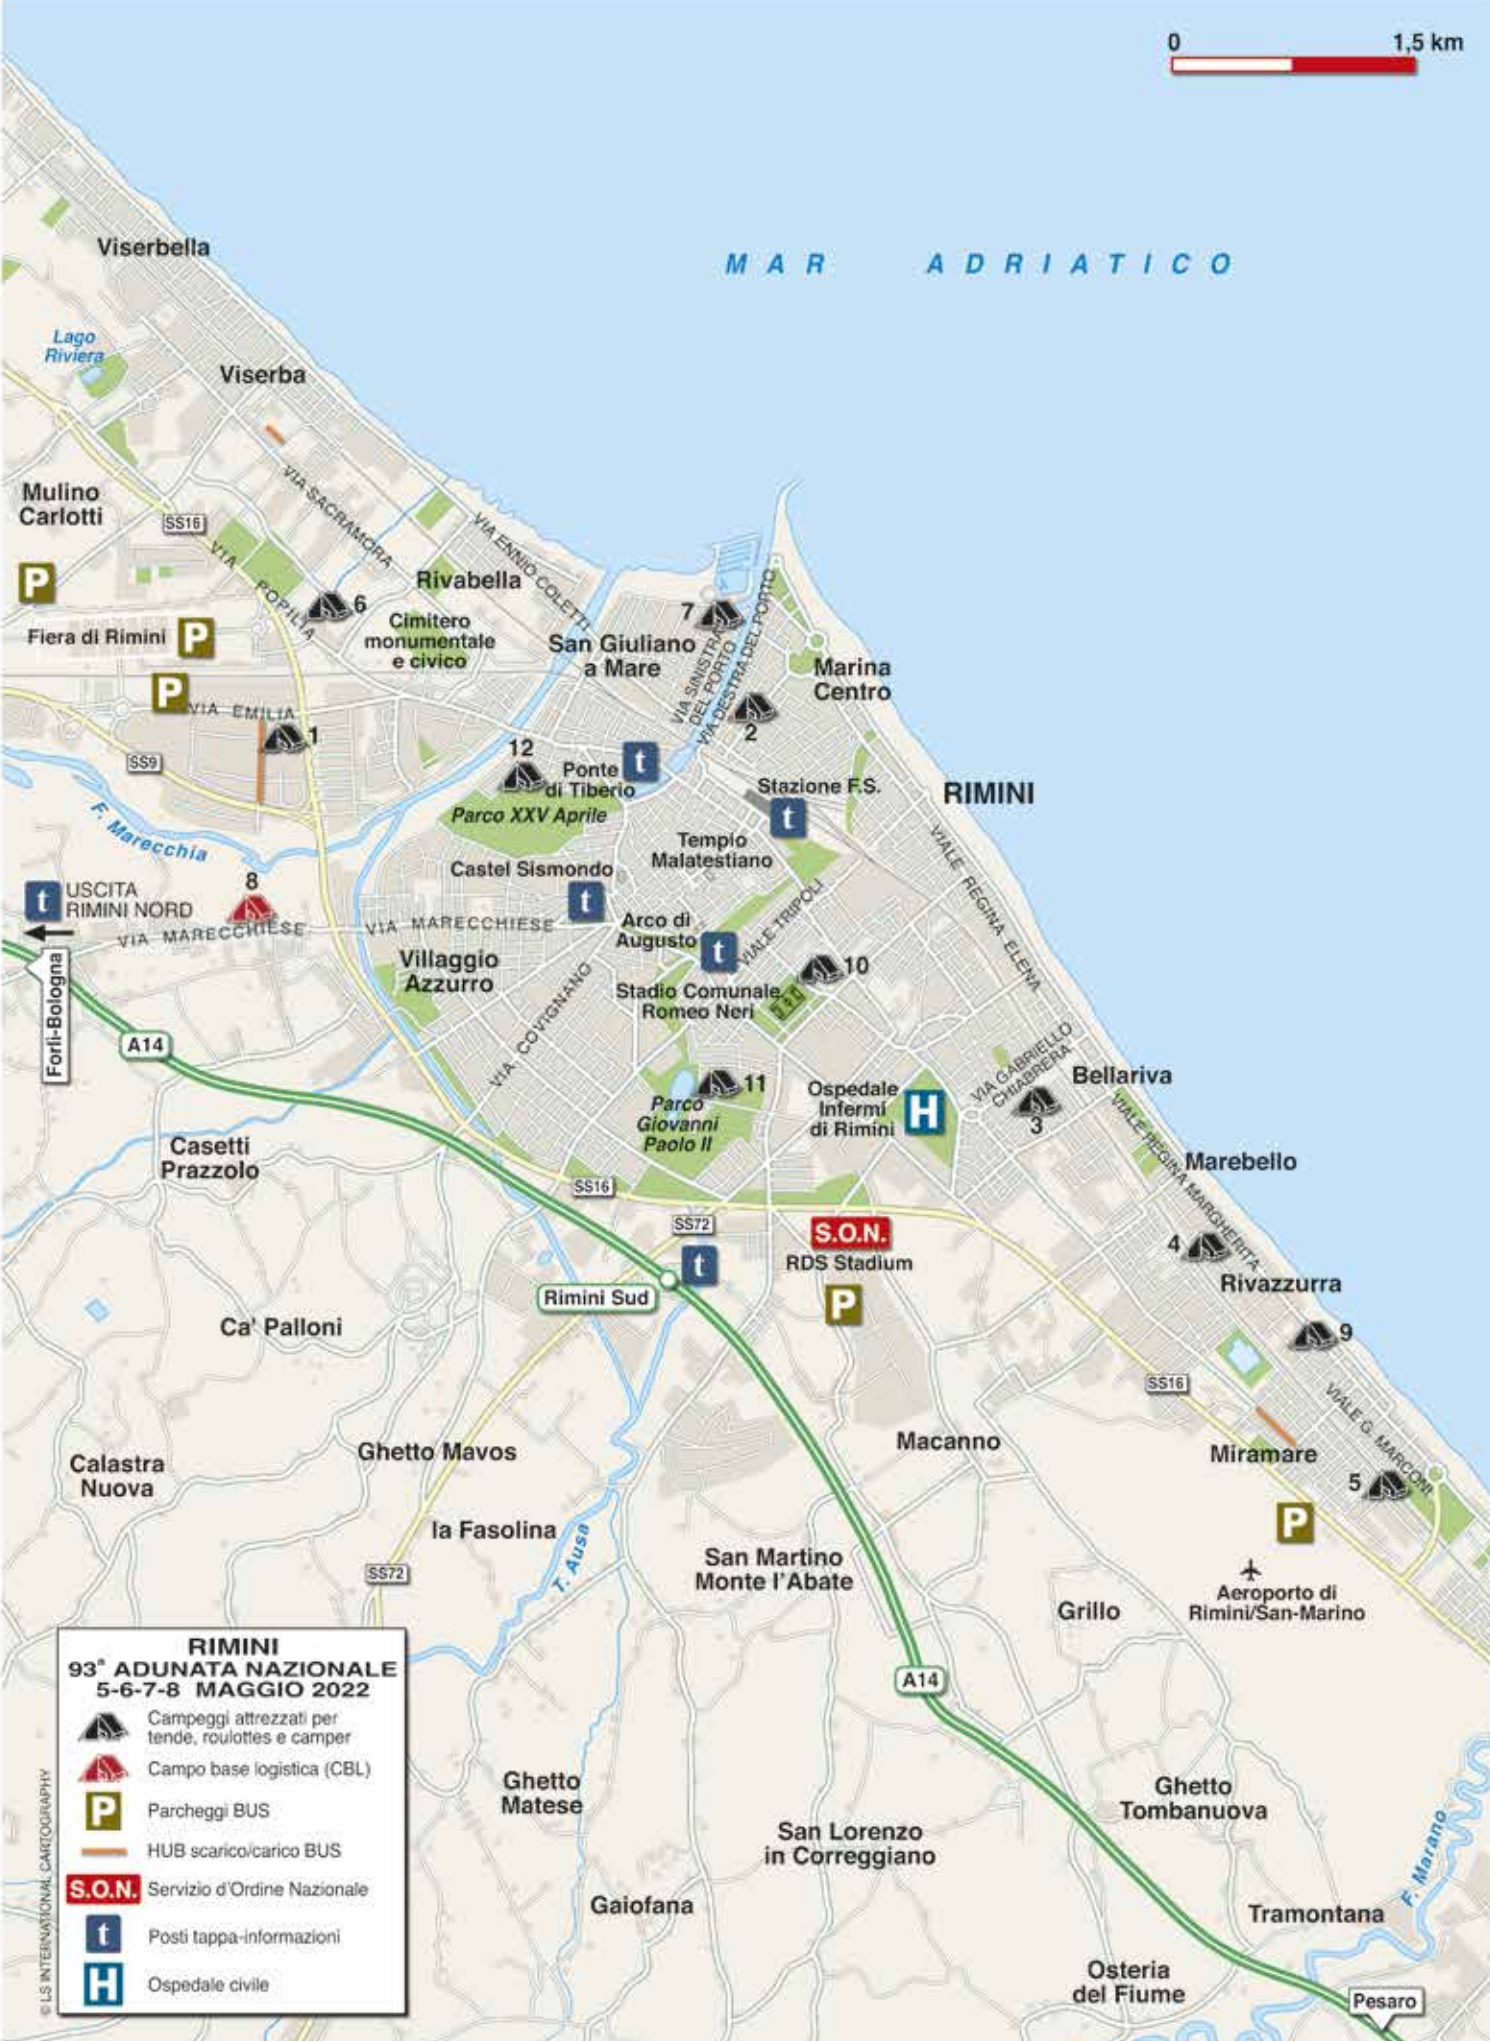 0 1,5 km
Viserbella
MAR ADRIATICO
Lago
Riviera
Viserba
Mulino
Carlotti
SS16
VIA SACRAMORA
VIA ENNIO COLETTI
VIA POPILIA
P
6
Rivabella
Cimitero
monumentale
e civico
7
San Giuliano
a Mare
Fiera di Rimini P
P
VIA SINISTRA
DEL PORTO
VIA DESTRA DEL PORTO
Marina
Centro
VIA EMILIA
1
2
SS9
12
Ponte
di Tiberio
t
Stazione F.S.
t
RIMINI
F. Marecchia
Parco XXV Aprile
Tempio
Malatestiano
Castel Sismondo
t
8
t USCITA
RIMINI NORD
VIA MARECCHIESE
VIA MARECCHIESE
Arco di
Augusto
t
VIALE TRIPOLI
VIALE REGINA ELENA
Villaggio
Azzurro
10
Stadio Comunale
Romeo Neri
VIA COVIGNANO
Forlì-Bologna
A14
VIA GABRIELLO
CHIABRERA
Bellariva
11
Parco
Giovanni
Paolo II
Ospedale
Infermi
di Rimini
H
3
VIALE REGINA MARGHERITA
Casetti
Prazzolo
Marebello
SS16
SS72
S.O.N.
RDS Stadium
P
4
t
Rimini Sud
Rivazzurra
Ca' Palloni
9
SS16
VIALE G. MARCONI
Macanno
Ghetto Mavos
Miramare
Calastra
Nuova
5
P
la Fasolina
T. Ausa
San Martino
Monte l'Abate
SS72
Aeroporto di
Rimini/San-Marino
Grillo
A14
Ghetto
Matese
Ghetto
Tombanuova
San Lorenzo
in Correggiano
F. Marano
Gaiofana
Tramontana
Osteria
del Fiume
Pesaro
RIMINI
93ª ADUNATA NAZIONALE
5-6-7-8 MAGGIO 2022
Campeggi attrezzati per
tende, roulottes e camper
Campo base logistica (CBL)
P Parcheggi BUS
HUB scarico/carico BUS
S.O.N. Servizio d'Ordine Nazionale
t Posti tappa-informazioni
H Ospedale civile
© LS INTERNATIONAL CARTOGRAPHY